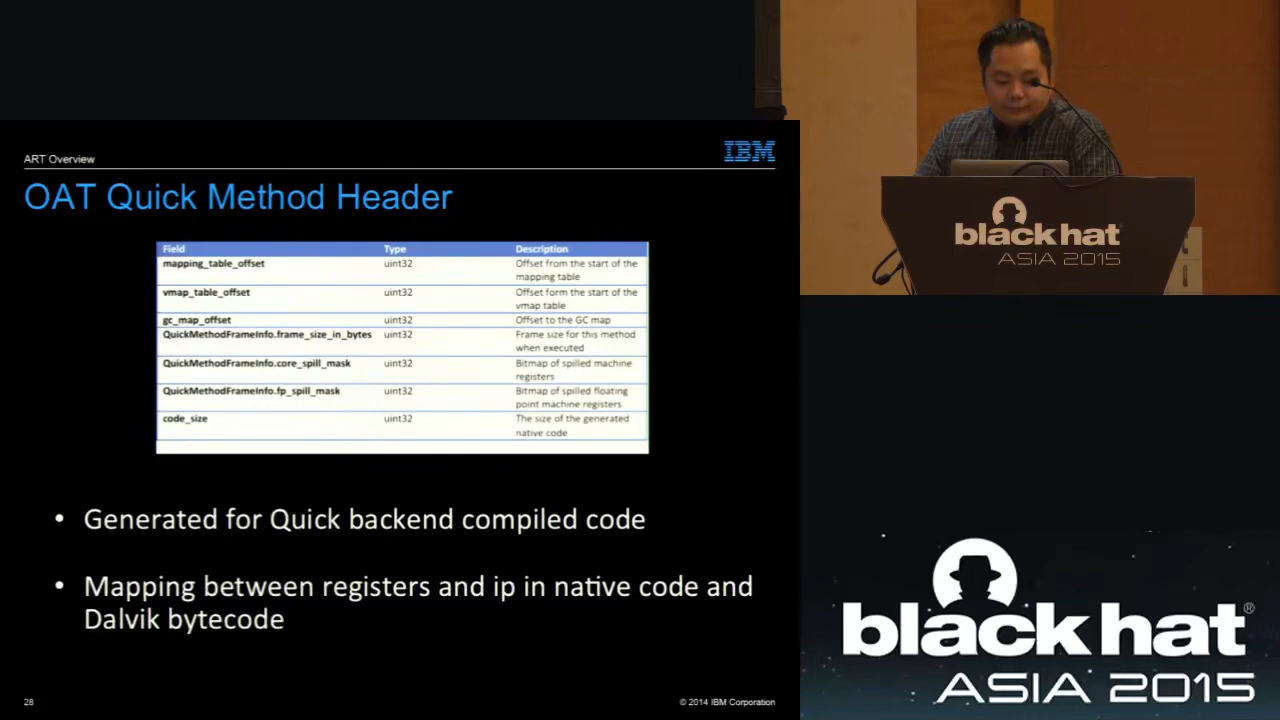 ART Overview
IBM
OAT Quick Method Header
Field Type Description
mapping_table_offset uint32 Offset from the start of the
mapping table
vmap_table_offset uint32 Offset form the start of the
vmap table
gc_map_offset uint32 Offset to the GC map
QuickMethodFrameInfo.frame_size_in_bytes uint32 Frame size for this method
when executed
QuickMethodFrameInfo.core_spill_mask uint32 Bitmap of spilled machine
registers
QuickMethodFrameInfo.fp_spill_mask uint32 Bitmap of spilled floating
point machine registers
code_size uint32 The size of the generated
native code
• Generated for Quick backend compiled code
• Mapping between registers and ip in native code and
Dalvik bytecode
28
© 2014 IBM Corporation
black hat
ASIA 2015
black hat®
ASIA 2015